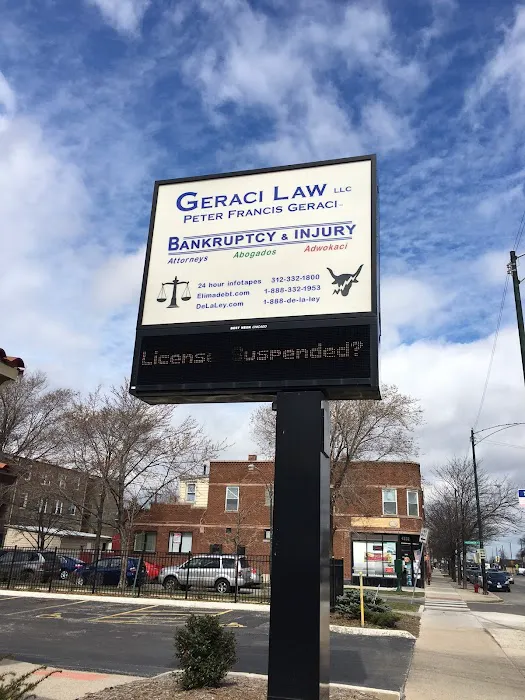 GERACI LAW LLC
PETER FRANCIS GERACI
BANKRUPTCY & INJURY
Attorneys Abogados Adwokaci
24 hour infotapes 312-332-1800
Elimadebt.com 1-888-332-1953
DeLaLey.com 1-888-de-la-ley
License Suspended?